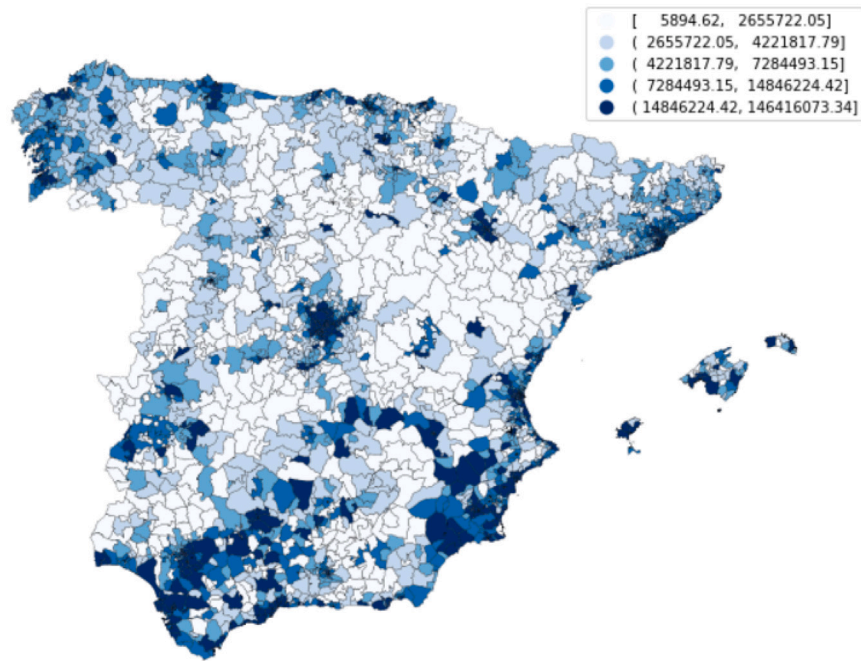 [ 5894.62, 2655722.05]
( 2655722.05, 4221817.79]
( 4221817.79, 7284493.15]
( 7284493.15, 14846224.42]
( 14846224.42, 146416073.34]